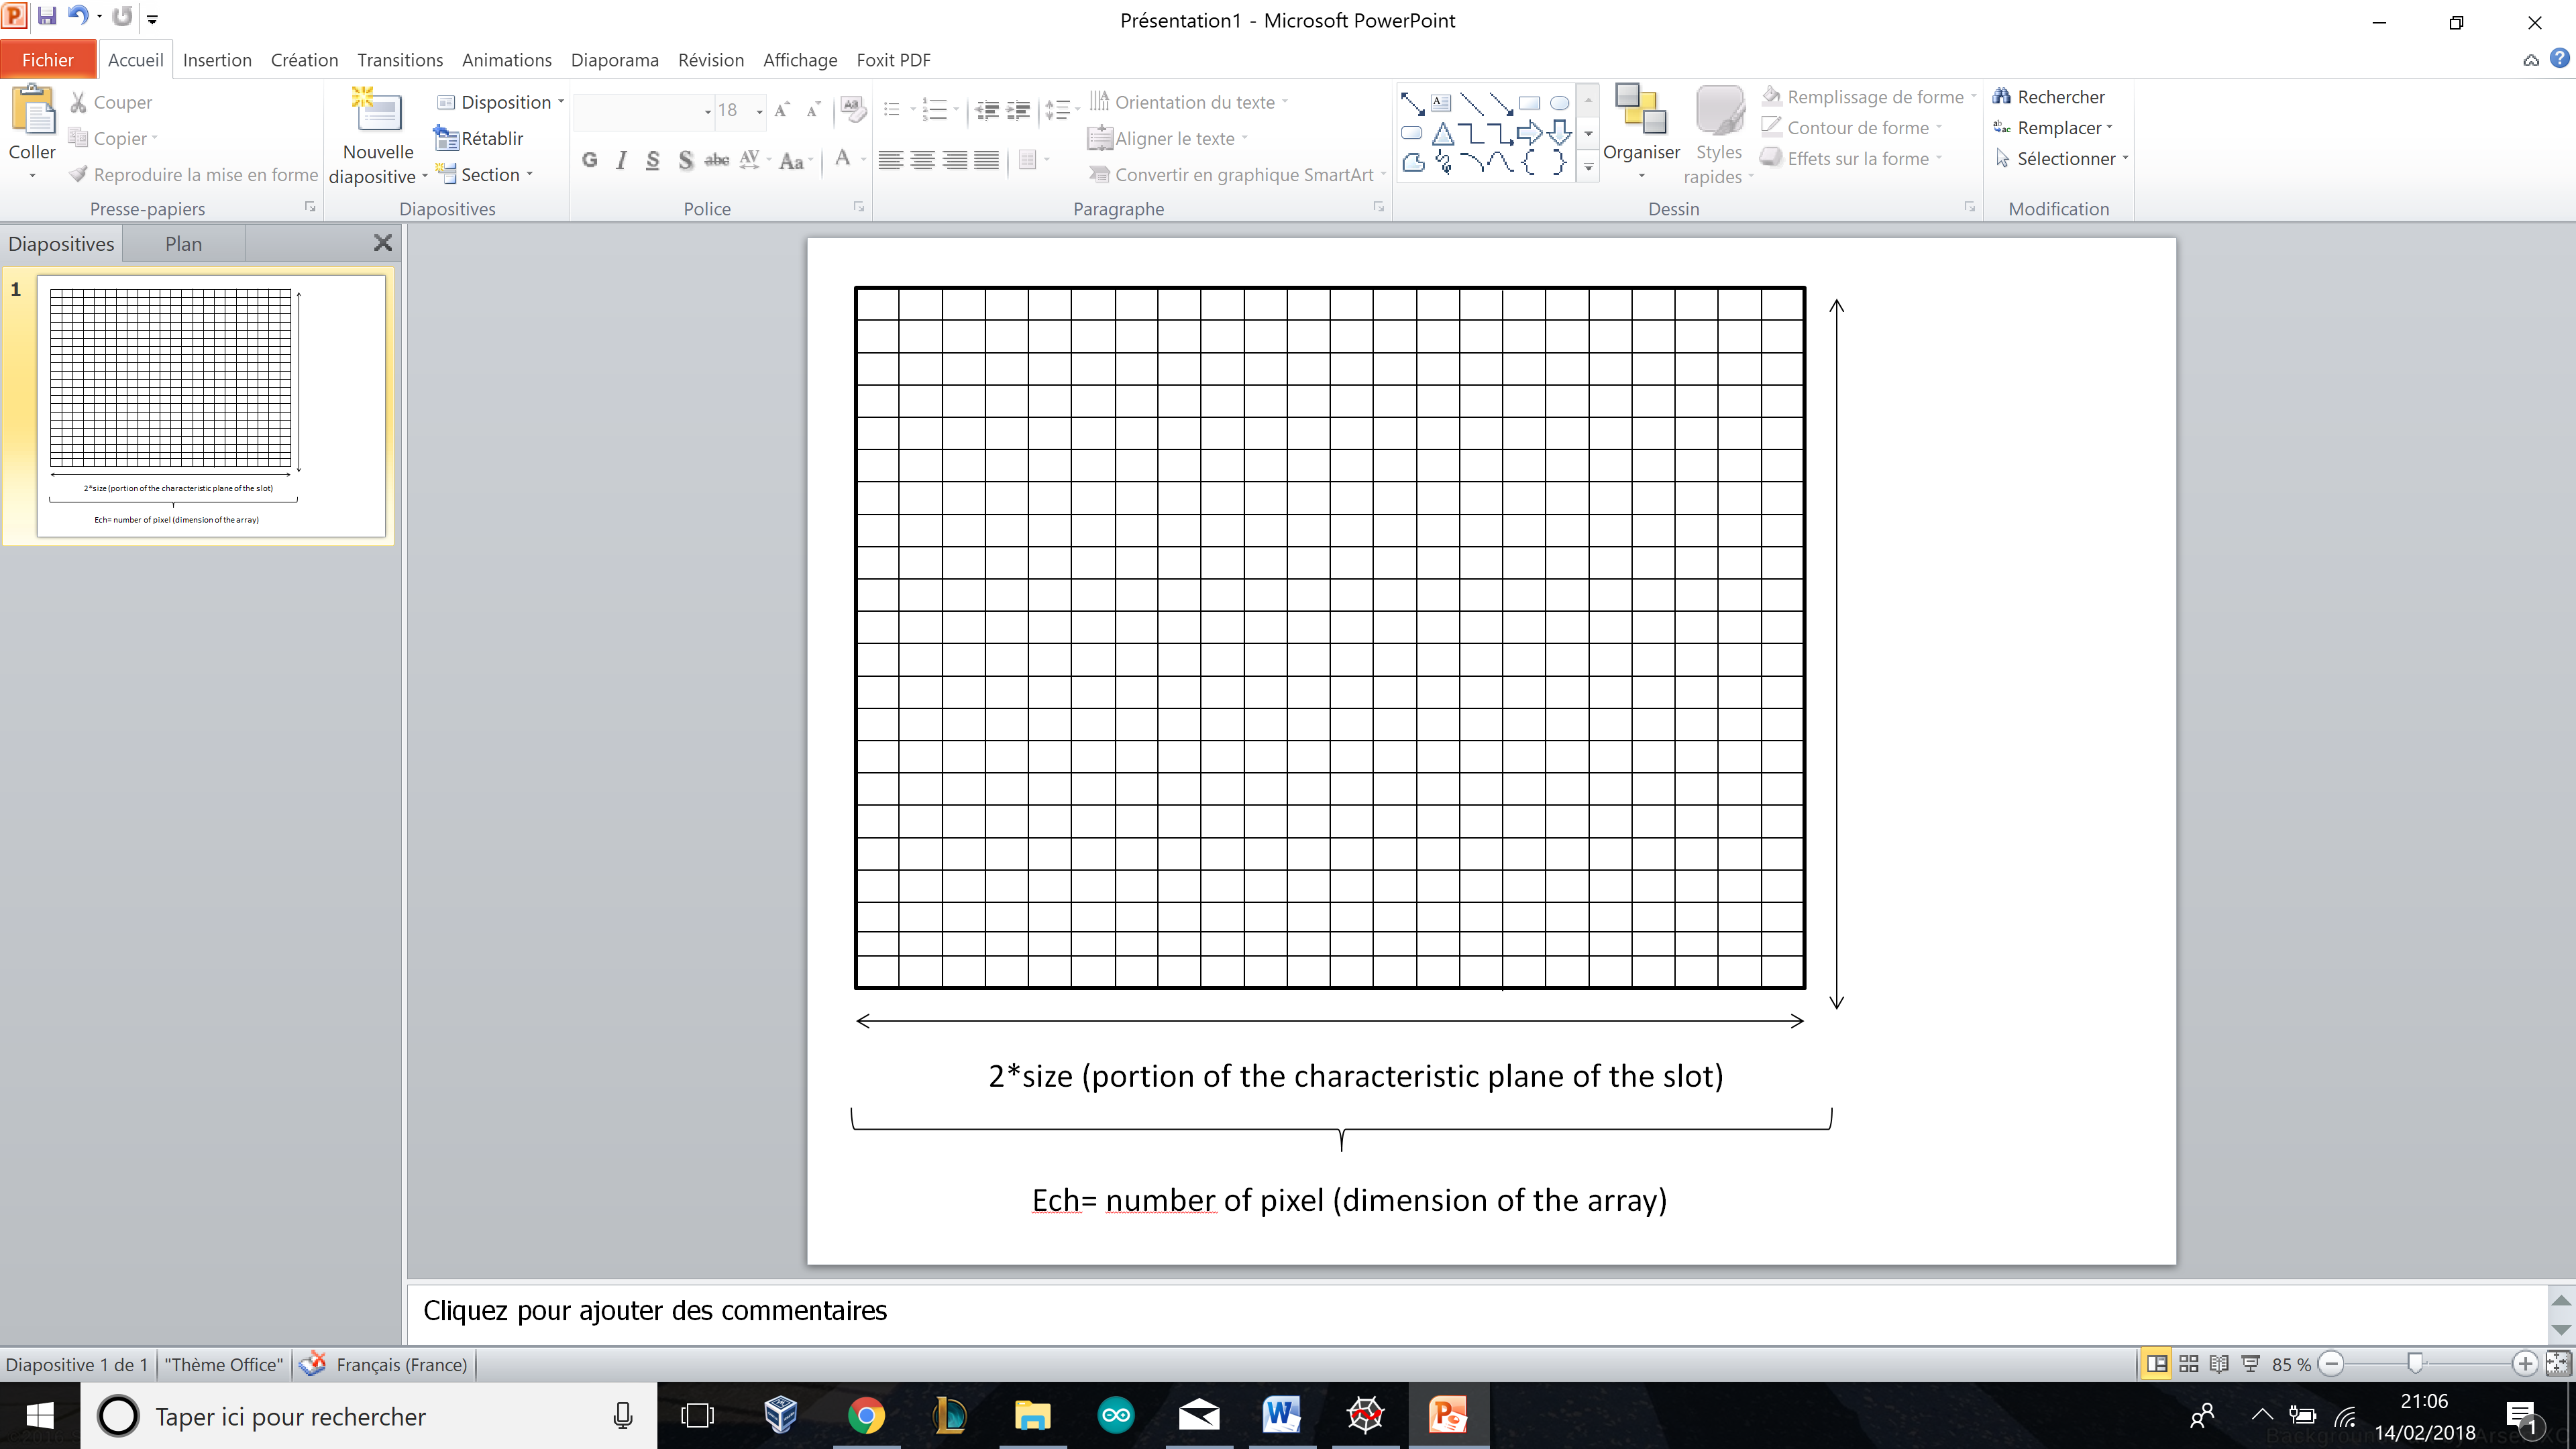 Présentation1 - Microsoft PowerPoint
Fichier Accueil Insertion Création Transitions Animations Diaporama Révision Affichage Foxit PDF
Coller
Couper
Copier
Reproduire la mise en forme
Presse-papiers
Nouvelle
diapositive
Disposition
Rétablir
Section
Diapositives
18
G I S S abc AV Aa A
Police
Orientation du texte
Aligner le texte
Convertir en graphique SmartArt
Paragraphe
Organiser
Styles
rapides
Remplissage de forme
Contour de forme
Effets sur la forme
Dessin
Rechercher
Remplacer
Sélectionner
Modification
Diapositives Plan
1
2*size (portion of the characteristic plane of the slot)
Ech= number of pixel (dimension of the array)
2*size (portion of the characteristic plane of the slot)
Ech= number of pixel (dimension of the array)
Cliquez pour ajouter des commentaires
Diapositive 1 de 1 "Thème Office" Français (France) 85 %
Taper ici pour rechercher
21:06
14/02/2018
1